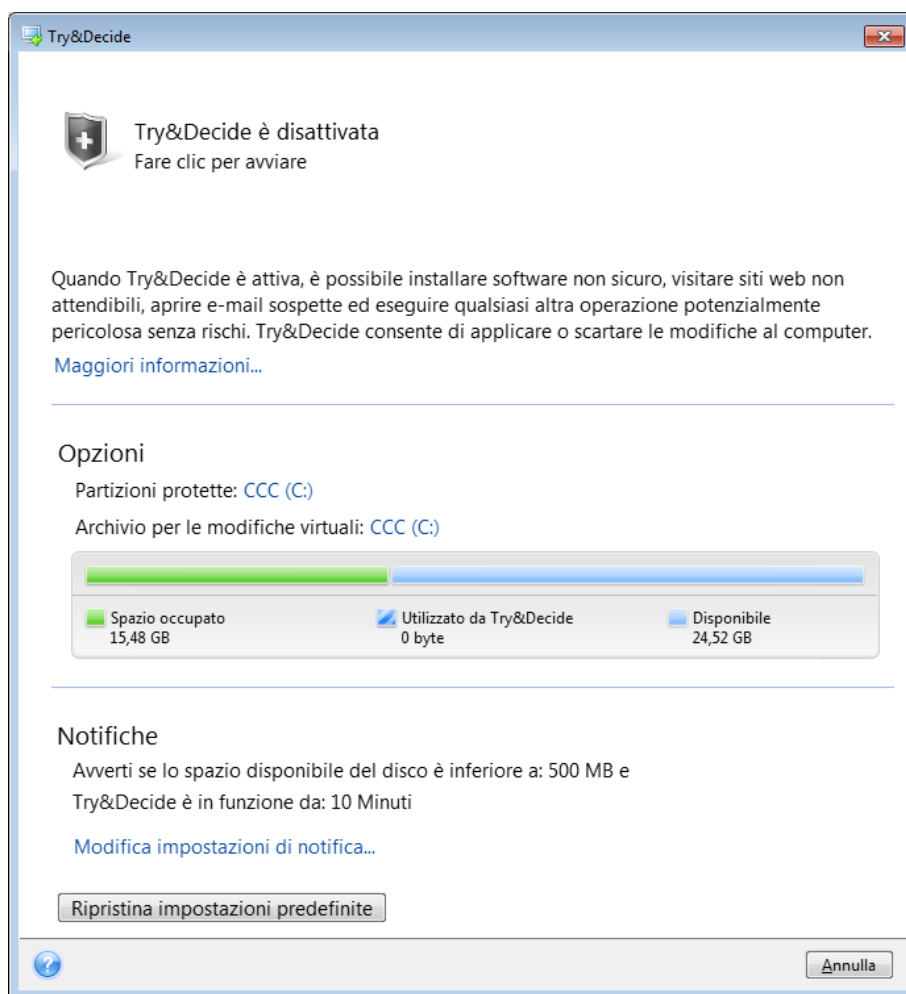 Try&Decide
Try&Decide è disattivata
Fare clic per avviare
Quando Try&Decide è attiva, è possibile installare software non sicuro, visitare siti web non
attendibili, aprire e-mail sospette ed eseguire qualsiasi altra operazione potenzialmente
pericolosa senza rischi. Try&Decide consente di applicare o scartare le modifiche al computer.
Maggiori informazioni...
Opzioni
Partizioni protette: CCC (C:)
Archivio per le modifiche virtuali: CCC (C:)
Spazio occupato
15,48 GB
Utilizzato da Try&Decide
0 byte
Disponibile
24,52 GB
Notifiche
Avverti se lo spazio disponibile del disco è inferiore a: 500 MB e
Try&Decide è in funzione da: 10 Minuti
Modifica impostazioni di notifica...
Ripristina impostazioni predefinite
Annulla